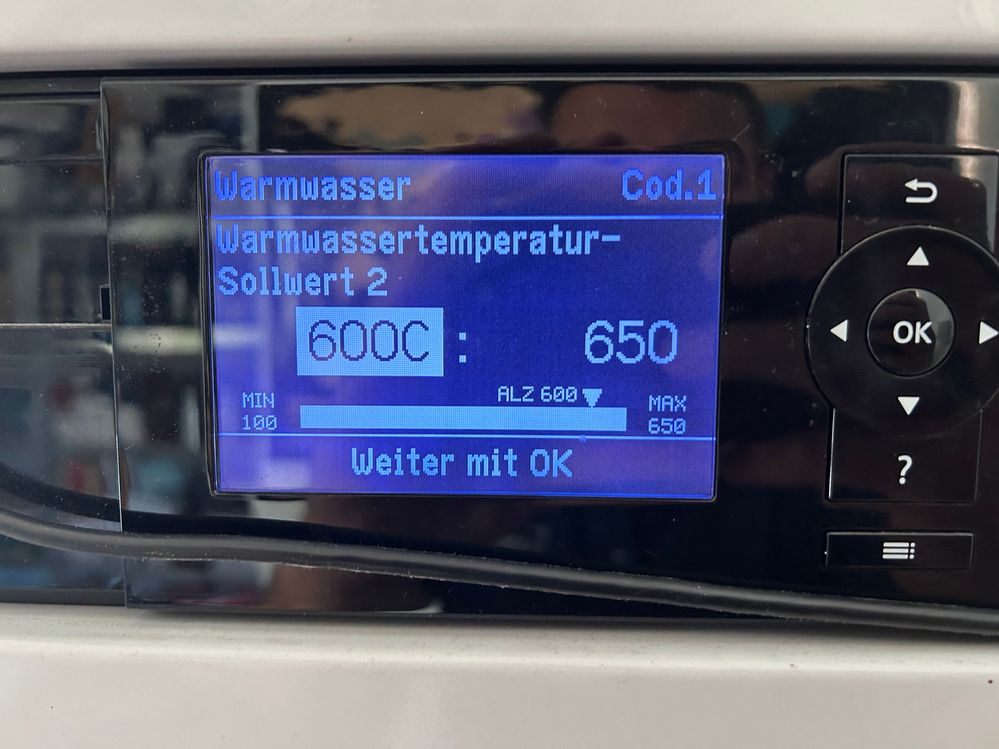 Warmwasser Cod.1
Warmwassertemperatur-
Sollwert 2
600C : 650
ALZ 600
MIN MAX
100 650
Weiter mit OK
OK
?